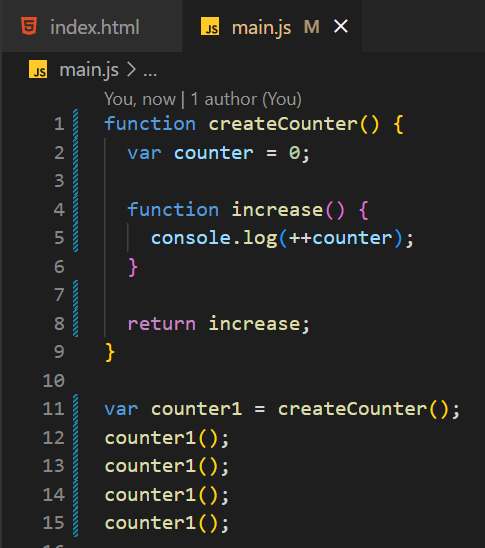 index.html main.js M
main.js > ...
You, now | 1 author (You)
1 function createCounter() {
2   var counter = 0;
3
4   function increase() {
5     console.log(++counter);
6   }
7
8   return increase;
9 }
10
11 var counter1 = createCounter();
12 counter1();
13 counter1();
14 counter1();
15 counter1();